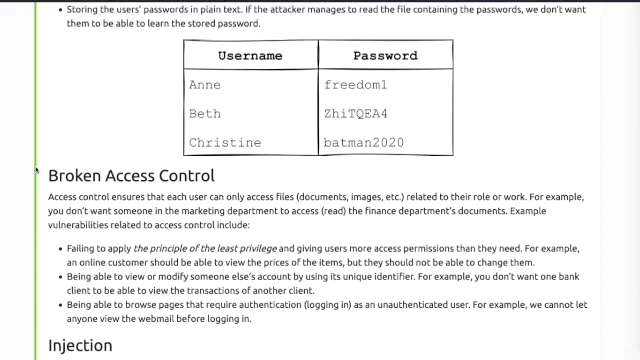 • Storing the users' passwords in plain text. If the attacker manages to read the file containing the passwords, we don't want
them to be able to learn the stored password.
Username Password
Anne freedom1
Beth ZhiTQEA4
Christine batman2020
Broken Access Control
Access control ensures that each user can only access files (documents, images, etc.) related to their role or work. For example,
you don't want someone in the marketing department to access (read) the finance department's documents. Example
vulnerabilities related to access control include:
• Failing to apply the principle of the least privilege and giving users more access permissions than they need. For example,
an online customer should be able to view the prices of the items, but they should not be able to change them.
• Being able to view or modify someone else's account by using its unique identifier. For example, you don't want one bank
client to be able to view the transactions of another client.
• Being able to browse pages that require authentication (logging in) as an unauthenticated user. For example, we cannot let
anyone view the webmail before logging in.
Injection